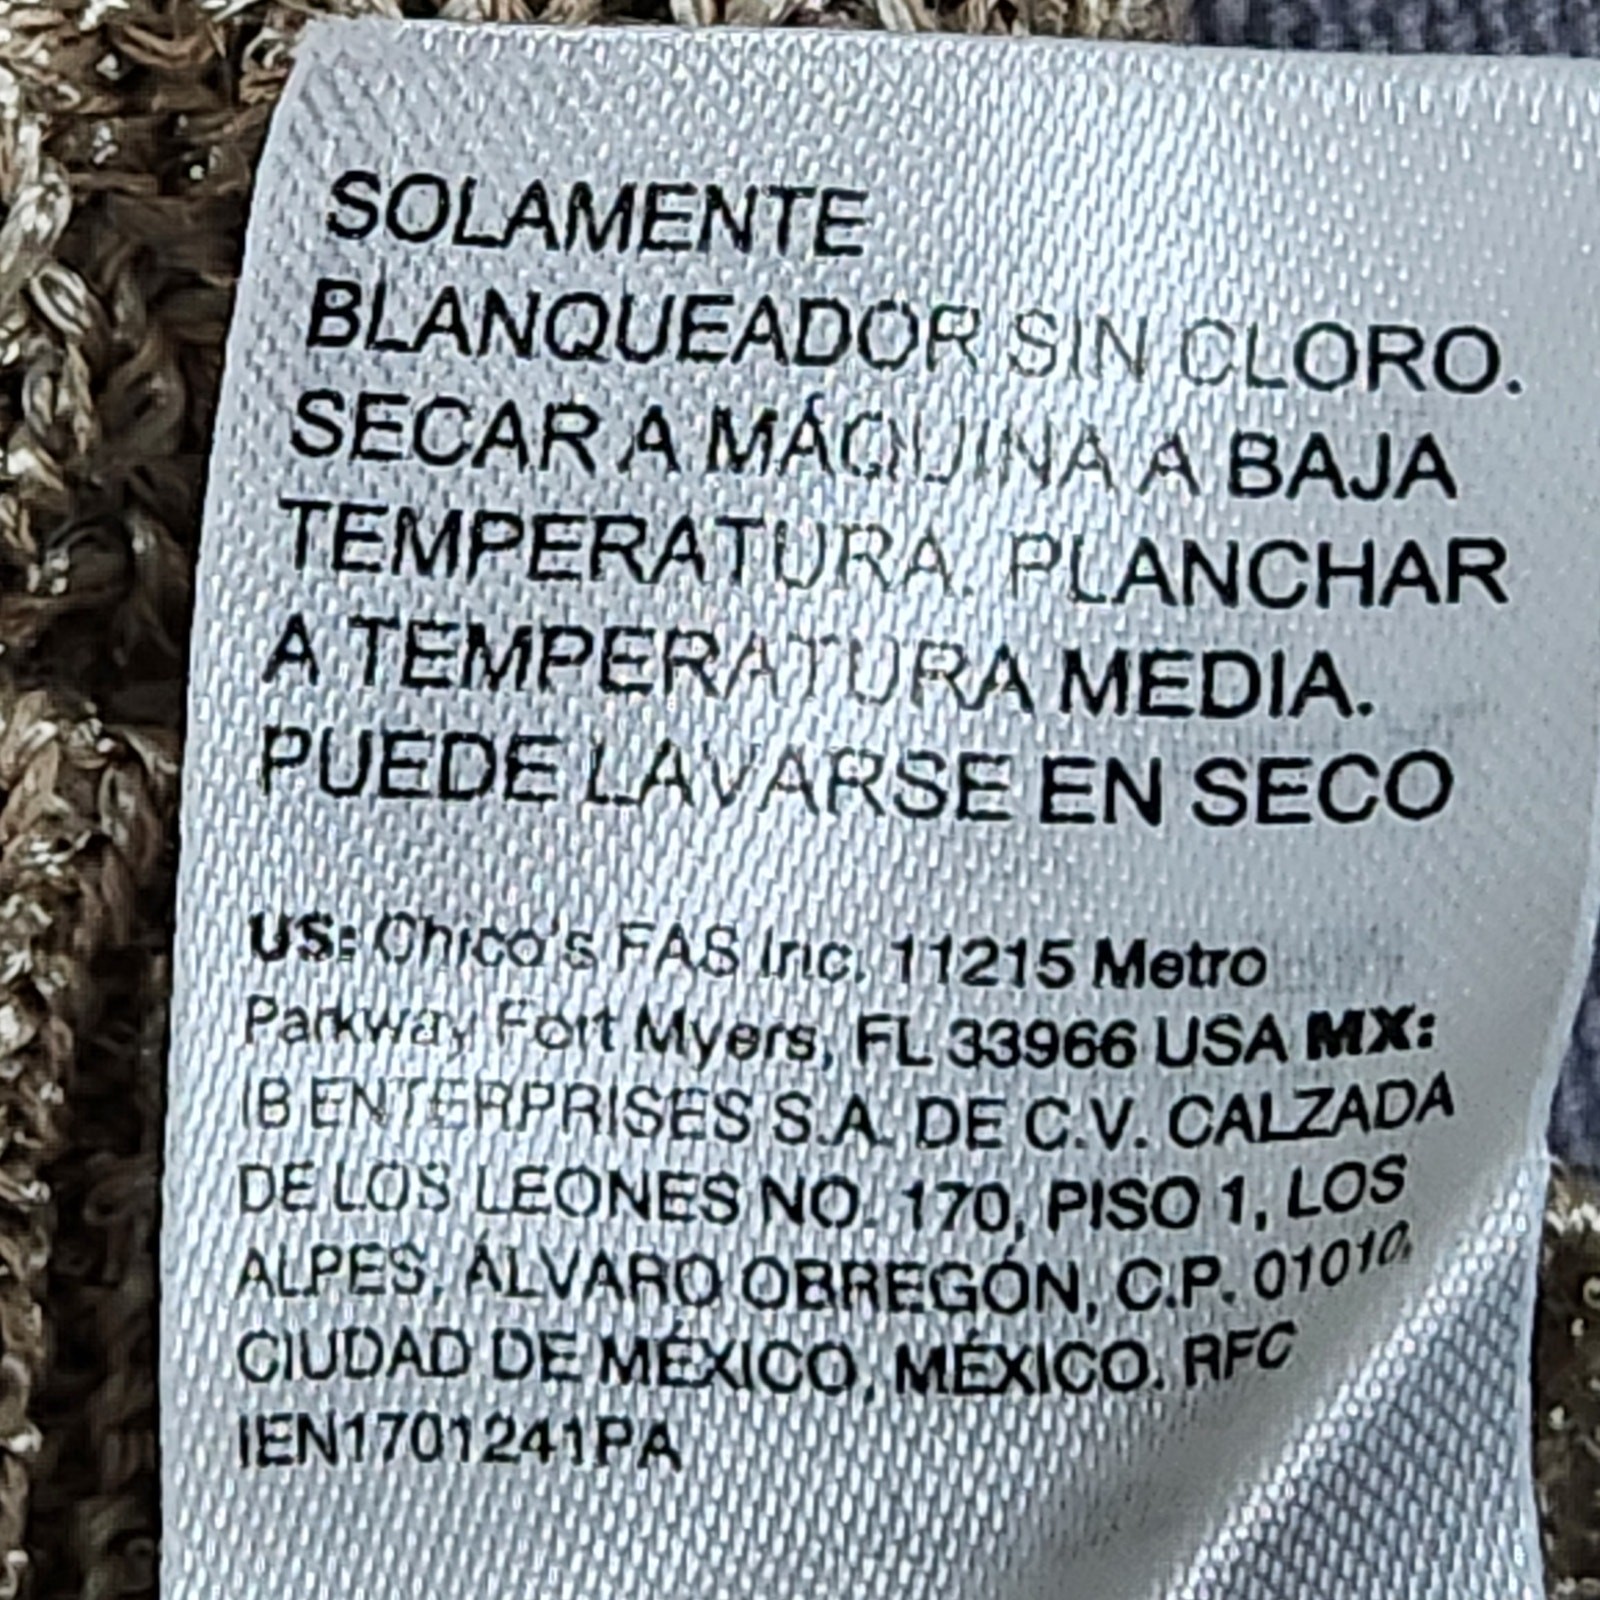 SOLAMENTE
BLANQUEADOR SIN CLORO.
SECAR A MÁQUINA A BAJA
TEMPERATURA. PLANCHAR
A TEMPERATURA MEDIA.
PUEDE LAVARSE EN SECO
US: Chico's FAS Inc. 11215 Metro
Parkway Fort Myers, FL 33966 USA MX:
IB ENTERPRISES S.A. DE C.V. CALZADA
DE LOS LEONES NO. 170, PISO 1, LOS
ALPES, ÁLVARO OBREGÓN, C.P. 01010,
CIUDAD DE MÉXICO, MÉXICO. RFC
IEN1701241PA